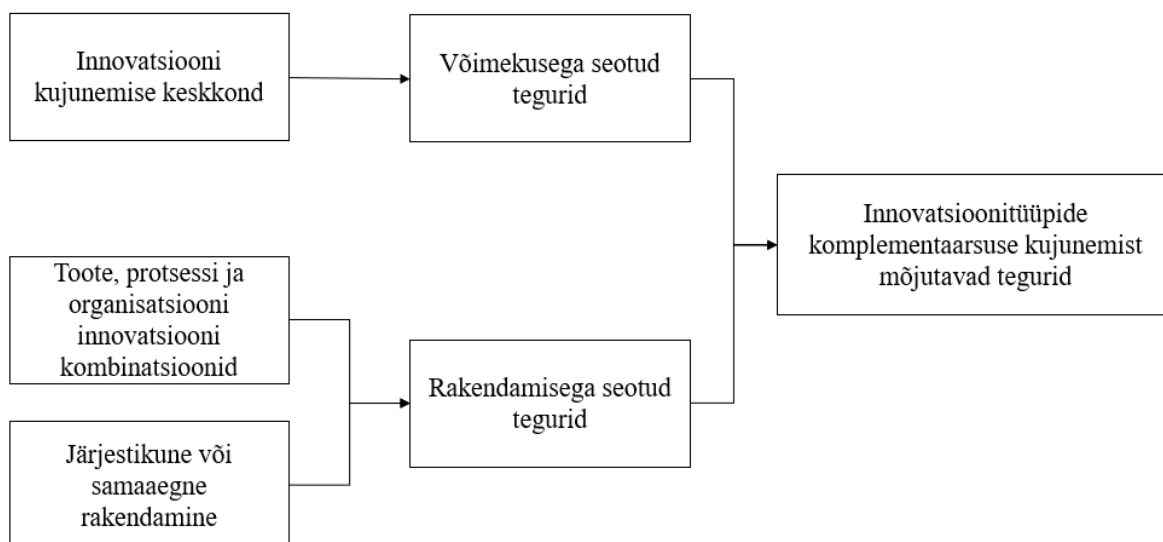 Innovatsiooni
kujunemise keskkond
Võimekusega seotud
tegurid
Innovatsioonitüüpide
komplementaarsuse kujunemist
mõjutavad tegurid
Toote, protsessi ja
organisatsiooni
innovatsiooni
kombinatsioonid
Rakendamisega seotud
tegurid
Järjestikune või
samaaegne
rakendamine